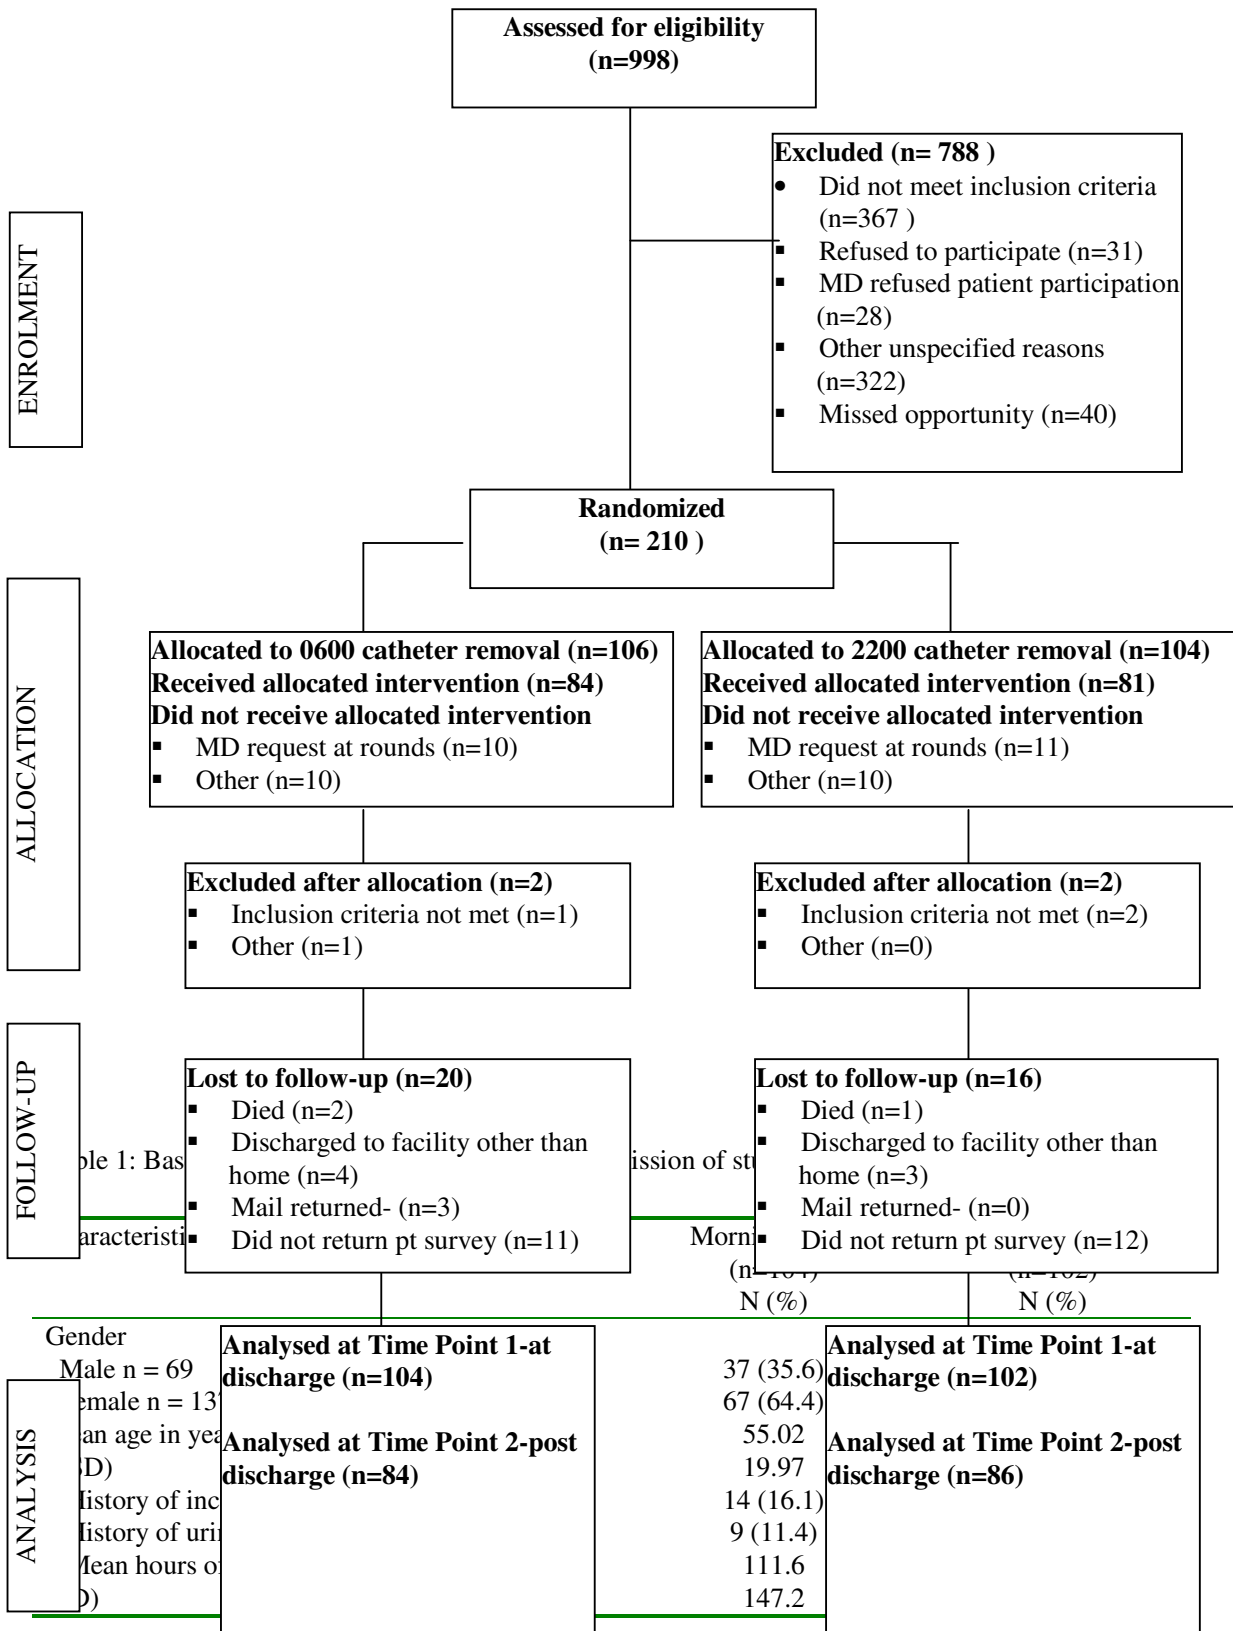 Assessed for eligibility
(n=998)
Excluded (n= 788 )
• Did not meet inclusion criteria
(n=367 )
▪ Refused to participate (n=31)
▪ MD refused patient participation
(n=28)
▪ Other unspecified reasons
(n=322)
▪ Missed opportunity (n=40)
ENROLMENT
Randomized
(n= 210 )
ALLOCATION
Allocated to 0600 catheter removal (n=106)
Received allocated intervention (n=84)
Did not receive allocated intervention
▪ MD request at rounds (n=10)
▪ Other (n=10)
Allocated to 2200 catheter removal (n=104)
Received allocated intervention (n=81)
Did not receive allocated intervention
▪ MD request at rounds (n=11)
▪ Other (n=10)
Excluded after allocation (n=2)
▪ Inclusion criteria not met (n=1)
▪ Other (n=1)
Excluded after allocation (n=2)
▪ Inclusion criteria not met (n=2)
▪ Other (n=0)
FOLLOW-UP
Lost to follow-up (n=20)
▪ Died (n=2)
▪ Discharged to facility other than
home (n=4)
▪ Mail returned- (n=3)
▪ Did not return pt survey (n=11)
Lost to follow-up (n=16)
▪ Died (n=1)
▪ Discharged to facility other than
home (n=3)
▪ Mail returned- (n=0)
▪ Did not return pt survey (n=12)
1: of
N (%) N (%)
ANALYSIS
Analysed at Time Point 1-at
discharge (n=104)
Analysed at Time Point 2-post
discharge (n=84)
Analysed at Time Point 1-at
discharge (n=102)
Analysed at Time Point 2-post
discharge (n=86)
Gender
Male n = 69 37 (35.6)
67 (64.4)
age in 55.02
19.97
History of 14 (16.1)
History of 9 (11.4)
Mean hours 111.6
147.2